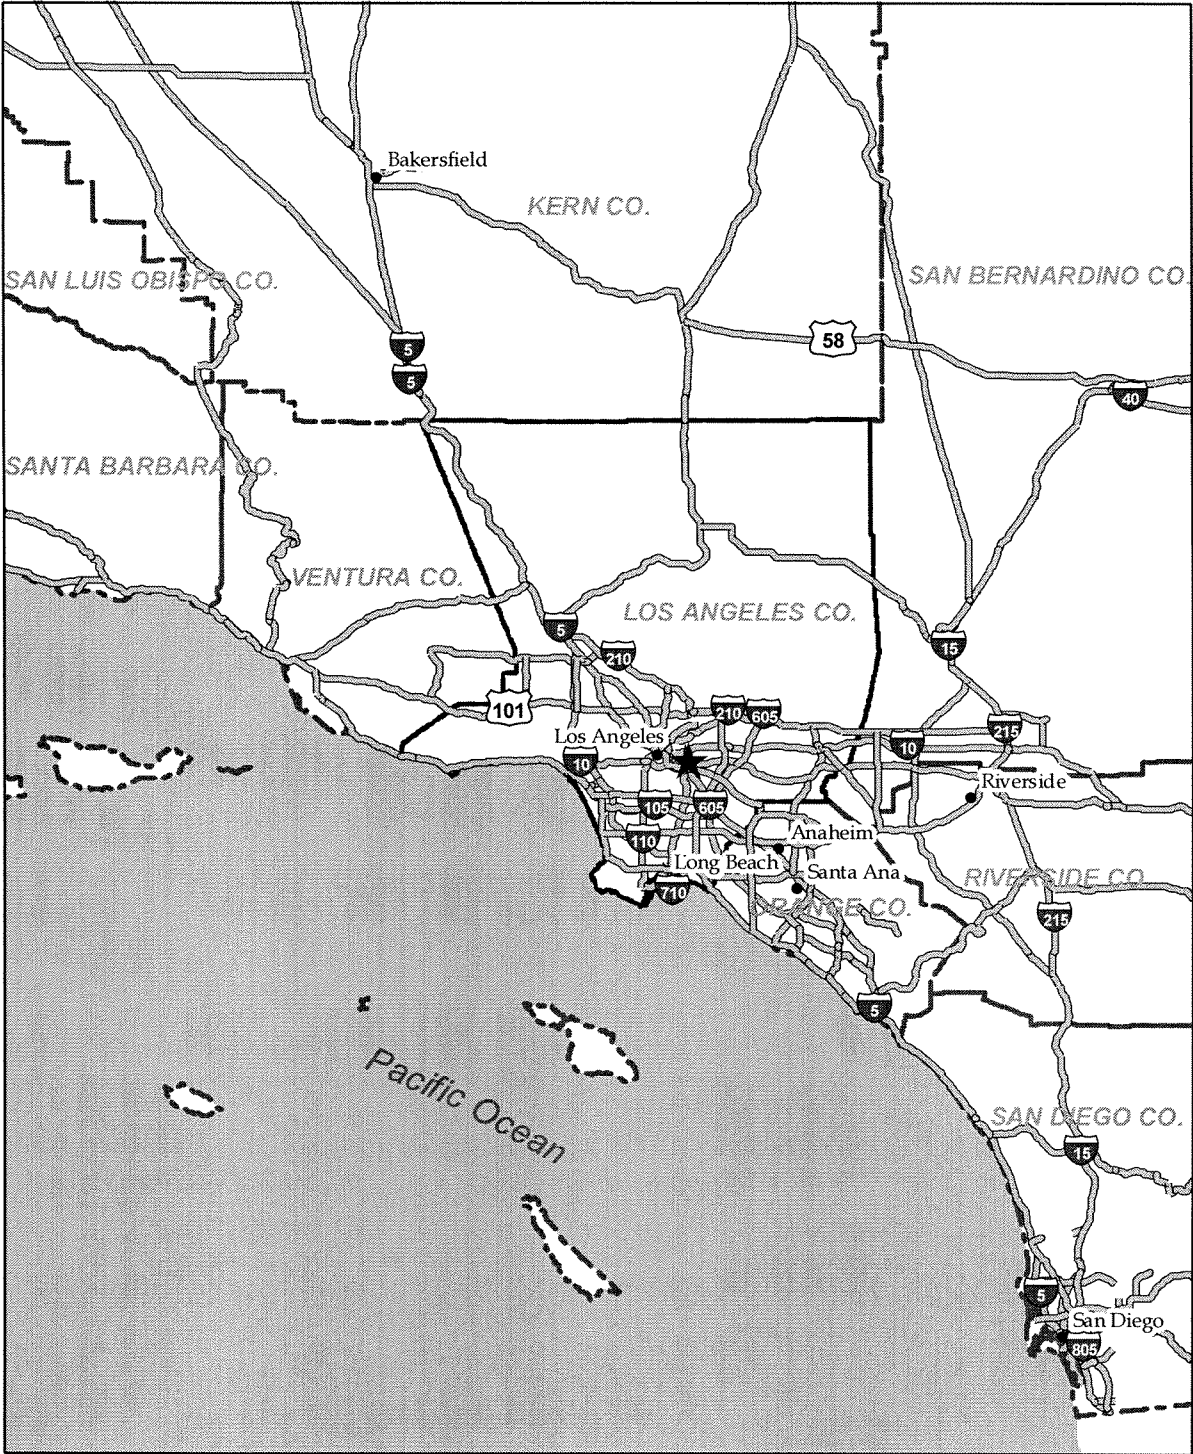 Bakersfield
KERN CO.
SAN LUIS OBISPO CO.
SAN BERNARDINO CO.
58
5
5
40
SANTA BARBARA CO.
VENTURA CO.
LOS ANGELES CO.
5
15
210
101
210
605
215
Los Angeles
10
10
Riverside
105
605
110
Anaheim
Long Beach
Santa Ana
RIVERSIDE CO.
710
ORANGE CO.
215
5
Pacific Ocean
SAN DIEGO CO.
15
5
San Diego
805